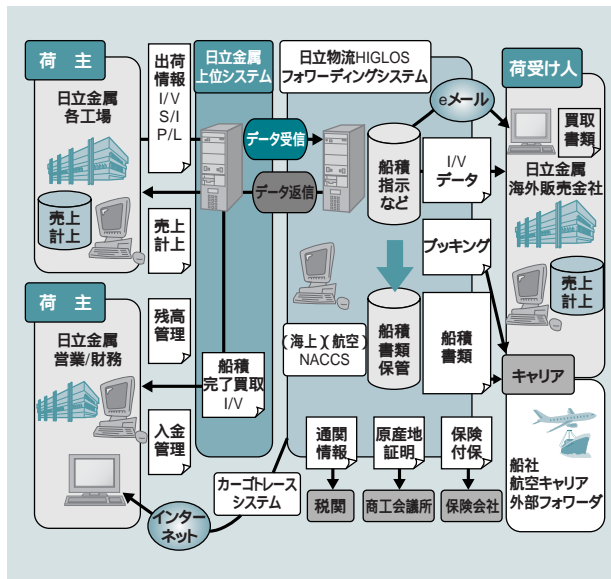 荷 主
日立金属
各工場
売上
計上
出荷
情報
I/V
S/I
P/L
売上
計上
日立金属
上位システム
データ受信
データ返信
日立物流HIGLOS
フォワーディングシステム
船積
指示
など
eメール
I/V
データ
ブッキング
荷受け人
買取
書類
日立金属
海外販売金社
売上
計上
荷 主
日立金属
営業/財務
残高
管理
入金
管理
船積
完了買取
I/V
(海上)(航空)
NACCS
船積
書類
保管
船積
書類
キャリア
船社
航空キャリア
外部フォワーダ
カーゴトレース
システム
インター
ネット
通関
情報
原産地
証明
保険
付保
税関
商工会議所
保険会社